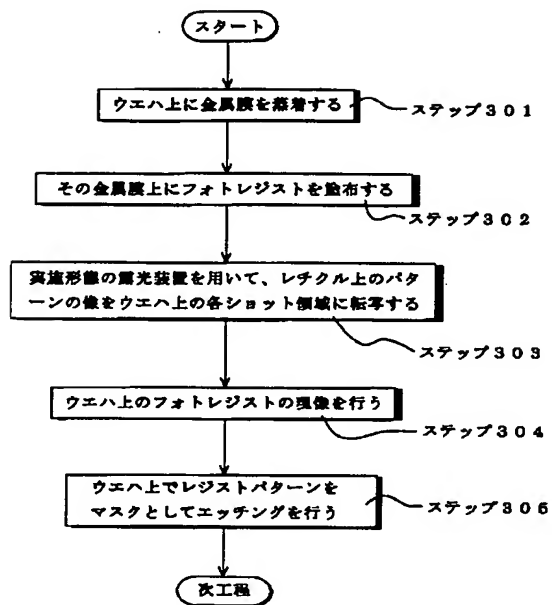 スタート
ウエハ上に金属膜を蒸着する
ステップ301
その金属膜上にフォトレジストを塗布する
ステップ302
実施形態の露光装置を用いて、レチクル上のパタ
ーンの像をウエハ上の各ショット領域に転写する
ステップ303
ウエハ上のフォトレジストの現像を行う
ステップ304
ウエハ上でレジストパターンを
マスクとしてエッチングを行う
ステップ305
次工程